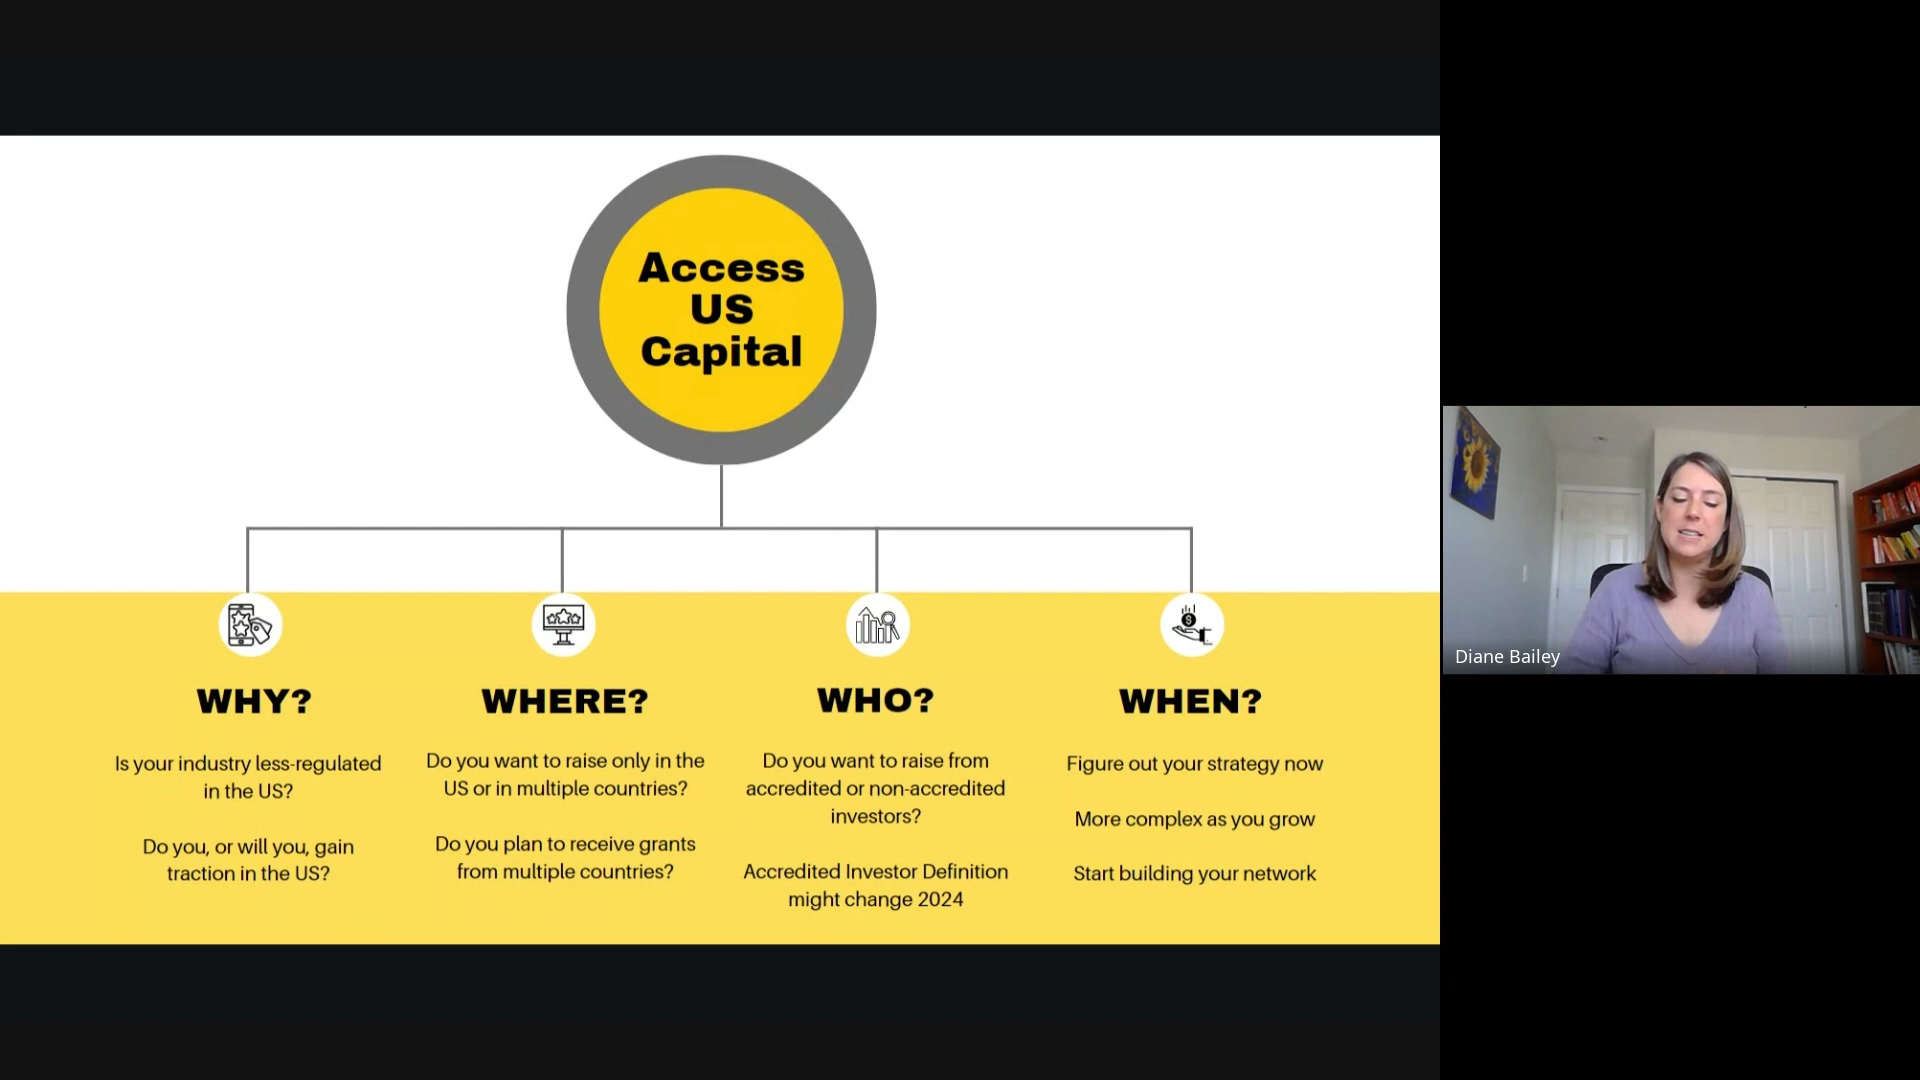 Access
US
Capital
WHY?
Is your industry less-regulated
in the US?
Do you, or will you, gain
traction in the US?
WHERE?
Do you want to raise only in the
US or in multiple countries?
Do you plan to receive grants
from multiple countries?
WHO?
Do you want to raise from
accredited or non-accredited
investors?
Accredited Investor Definition
might change 2024
WHEN?
Figure out your strategy now
More complex as you grow
Start building your network
Diane Bailey